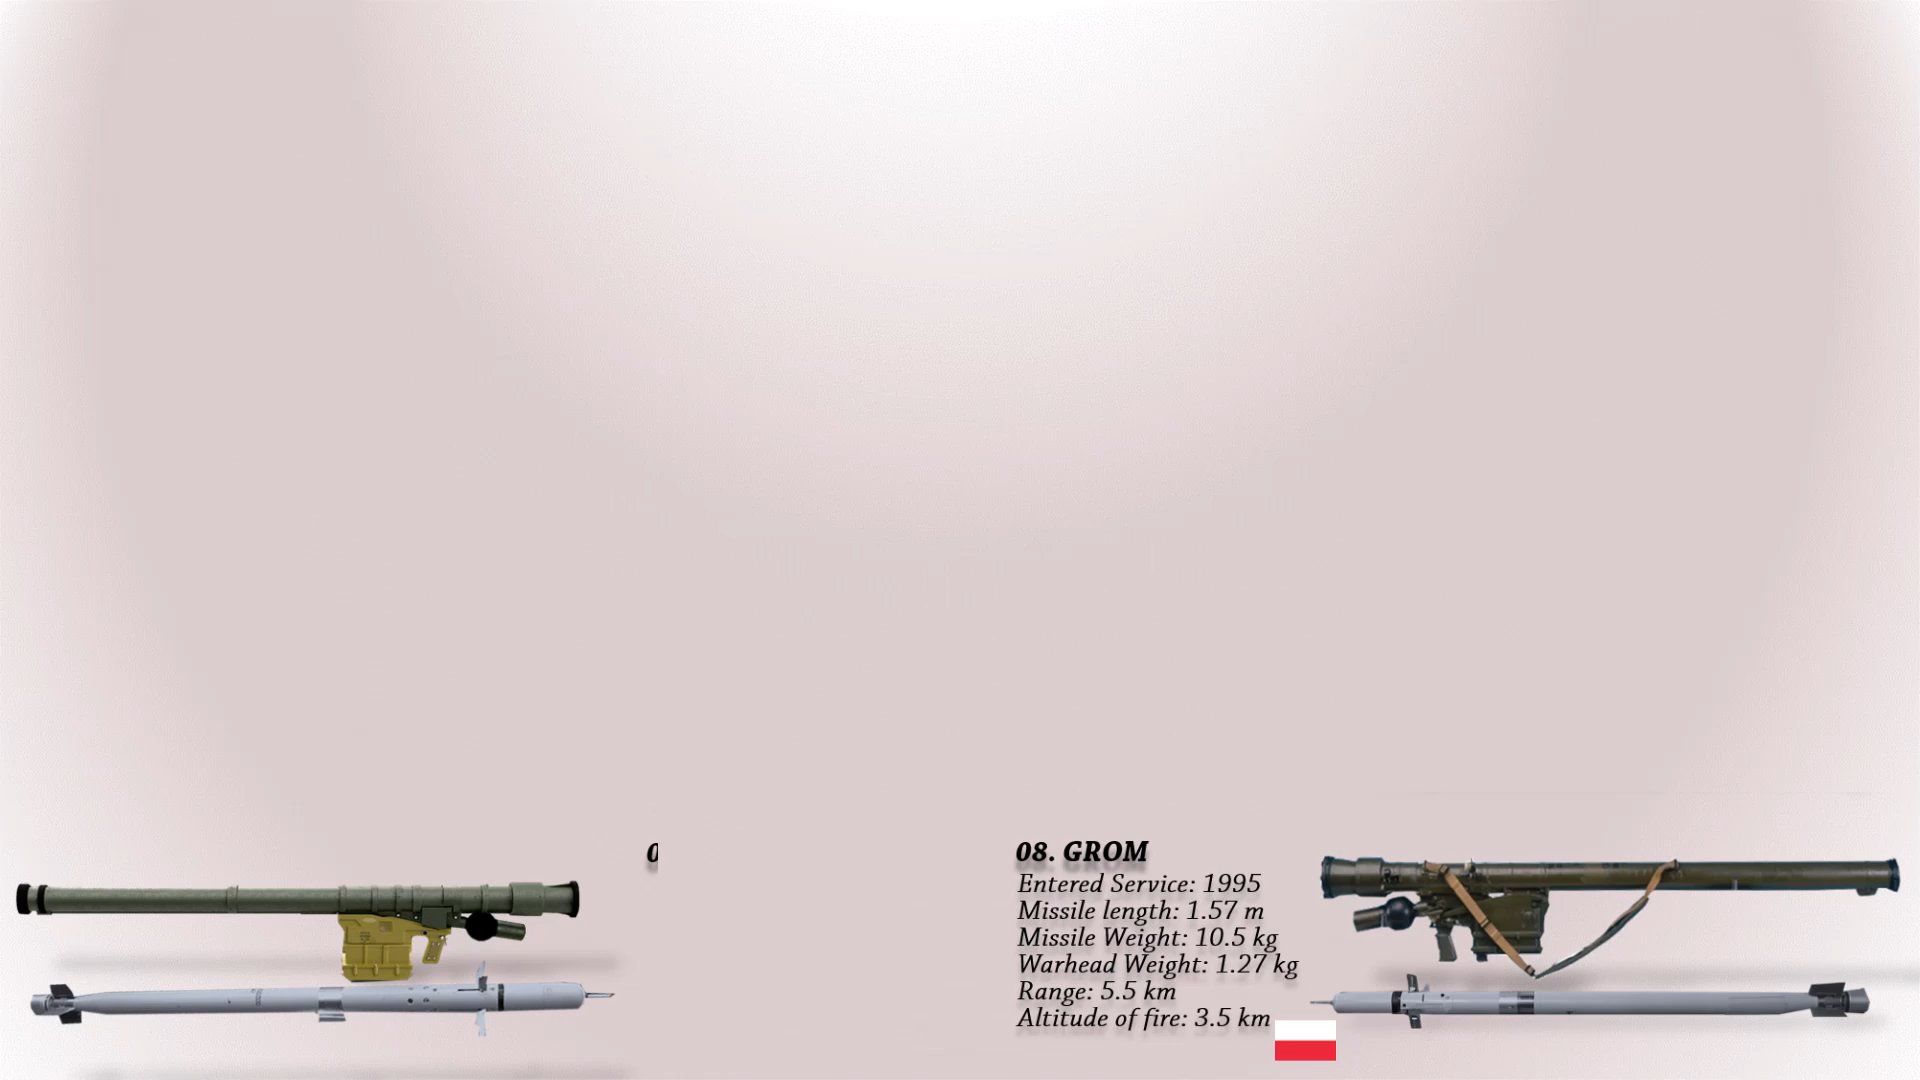 0
08. GROM
Entered Service: 1995
Missile length: 1.57 m
Missile Weight: 10.5 kg
Warhead Weight: 1.27 kg
Range: 5.5 km
Altitude of fire: 3.5 km